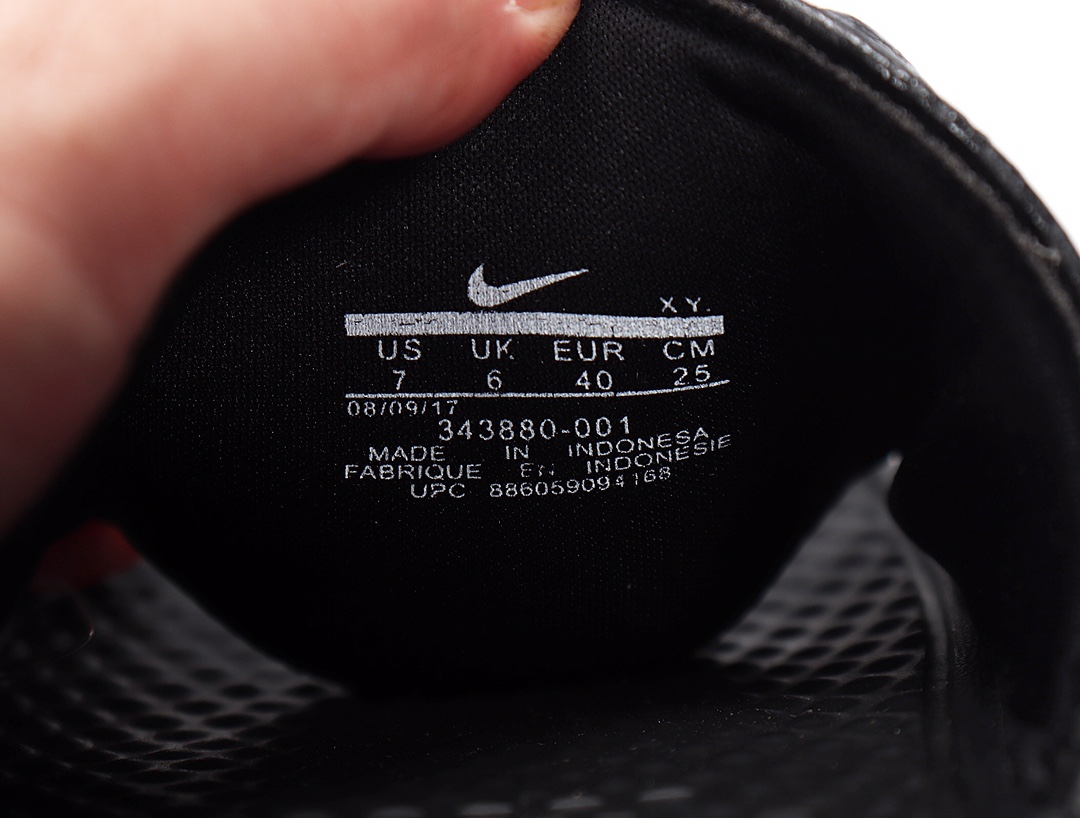 XY.
US UK EUR CM
7 6 40 25
08/09/17
343880-001
MADE IN INDONESA
FABRIQUE EN INDONESIE
UPC 886059094168